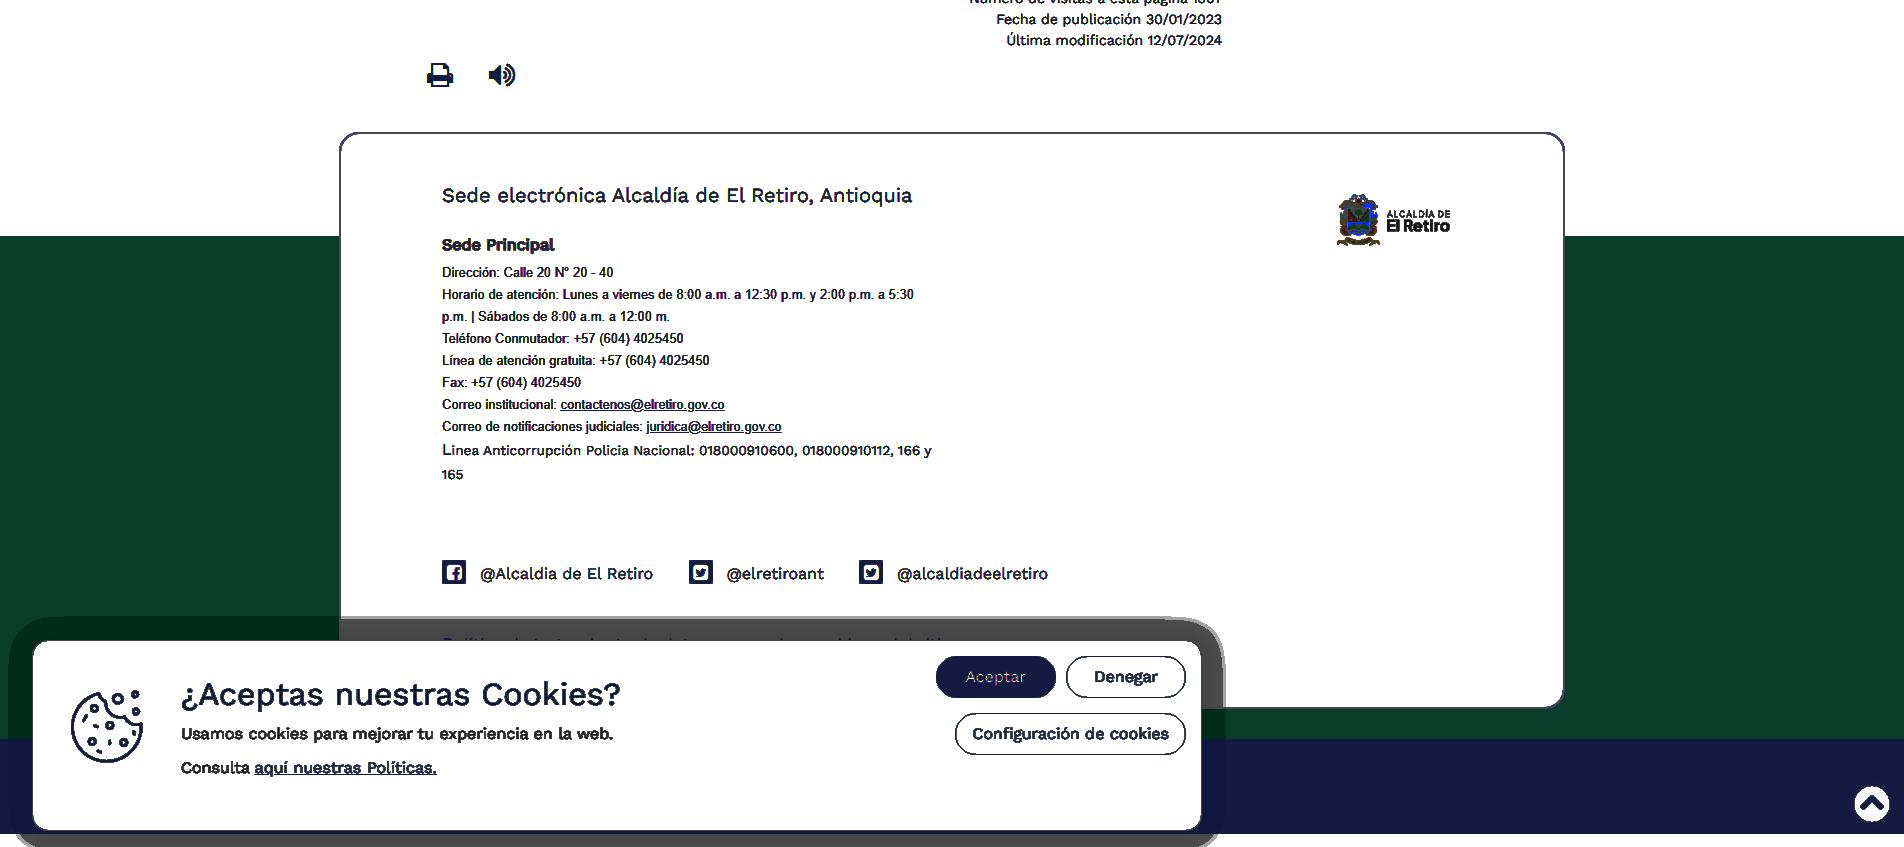 Fecha de publicación 30/01/2023
Última modificación 12/07/2024
Sede electrónica Alcaldía de El Retiro, Antioquia
ALCALDÍA DE
El Retiro
Sede Principal
Dirección: Calle 20 N° 20 - 40
Horario de atención: Lunes a viernes de 8:00 a.m. a 12:30 p.m. y 2:00 p.m. a 5:30
p.m. | Sábados de 8:00 a.m. a 12:00 m.
Teléfono Conmutador: +57 (604) 4025450
Línea de atención gratuita: +57 (604) 4025450
Fax: +57 (604) 4025450
Correo institucional: contactenos@elretiro.gov.co
Correo de notificaciones judiciales: juridica@elretiro.gov.co
Linea Anticorrupción Policia Nacional: 018000910600, 018000910112, 166 y
165
@Alcaldia de El Retiro @elretiroant @alcaldiadeelretiro
¿Aceptas nuestras Cookies?
Usamos cookies para mejorar tu experiencia en la web.
Consulta aquí nuestras Políticas.
Aceptar Denegar
Configuración de cookies